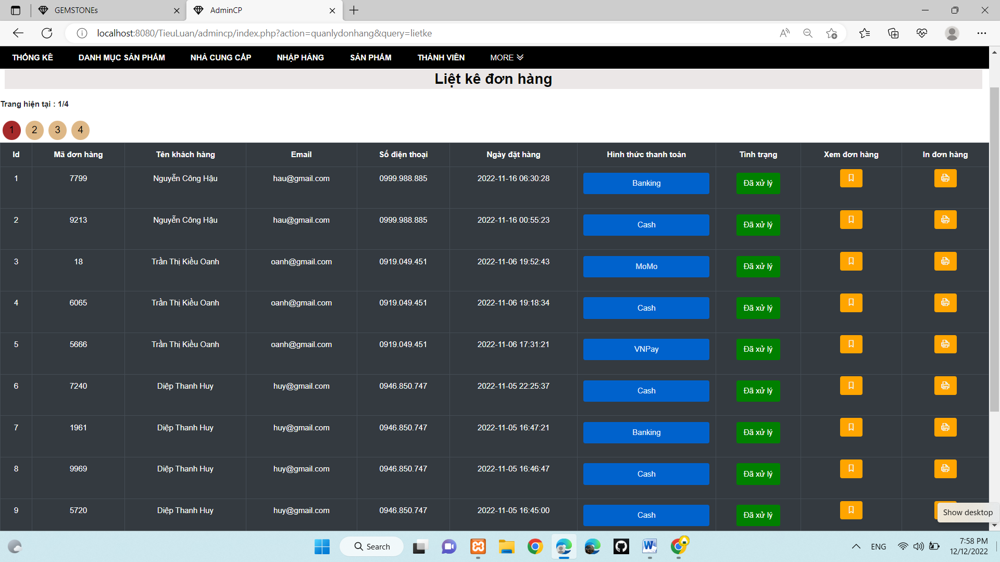 GEMSTONEs
AdminCP
localhost:8080/TieuLuan/admincp/index.php?action=quanlydonhang&query=lietke
THỐNG KÊ DANH MỤC SẢN PHẨM NHÀ CUNG CẤP NHẬP HÀNG SẢN PHẨM THÀNH VIÊN MORE
Liệt kê đơn hàng
Trang hiện tại : 1/4
1 2 3 4
Id Mã đơn hàng Tên khách hàng Email Số điện thoại Ngày đặt hàng Hình thức thanh toán Tình trạng Xem đơn hàng In đơn hàng
1 7799 Nguyễn Công Hậu hau@gmail.com 0999.988.885 2022-11-16 06:30:28 Banking Đã xử lý
2 9213 Nguyễn Công Hậu hau@gmail.com 0999.988.885 2022-11-16 00:55:23 Cash Đã xử lý
3 18 Trần Thị Kiều Oanh oanh@gmail.com 0919.049.451 2022-11-06 19:52:43 MoMo Đã xử lý
4 6065 Trần Thị Kiều Oanh oanh@gmail.com 0919.049.451 2022-11-06 19:18:34 Cash Đã xử lý
5 5666 Trần Thị Kiều Oanh oanh@gmail.com 0919.049.451 2022-11-06 17:31:21 VNPay Đã xử lý
6 7240 Diệp Thanh Huy huy@gmail.com 0946.850.747 2022-11-05 22:25:37 Cash Đã xử lý
7 1961 Diệp Thanh Huy huy@gmail.com 0946.850.747 2022-11-05 16:47:21 Banking Đã xử lý
8 9969 Diệp Thanh Huy huy@gmail.com 0946.850.747 2022-11-05 16:46:47 Cash Đã xử lý
9 5720 Diệp Thanh Huy huy@gmail.com 0946.850.747 2022-11-05 16:45:00 Cash Đã xử lý
Show desktop
Search
ENG
7:58 PM
12/12/2022